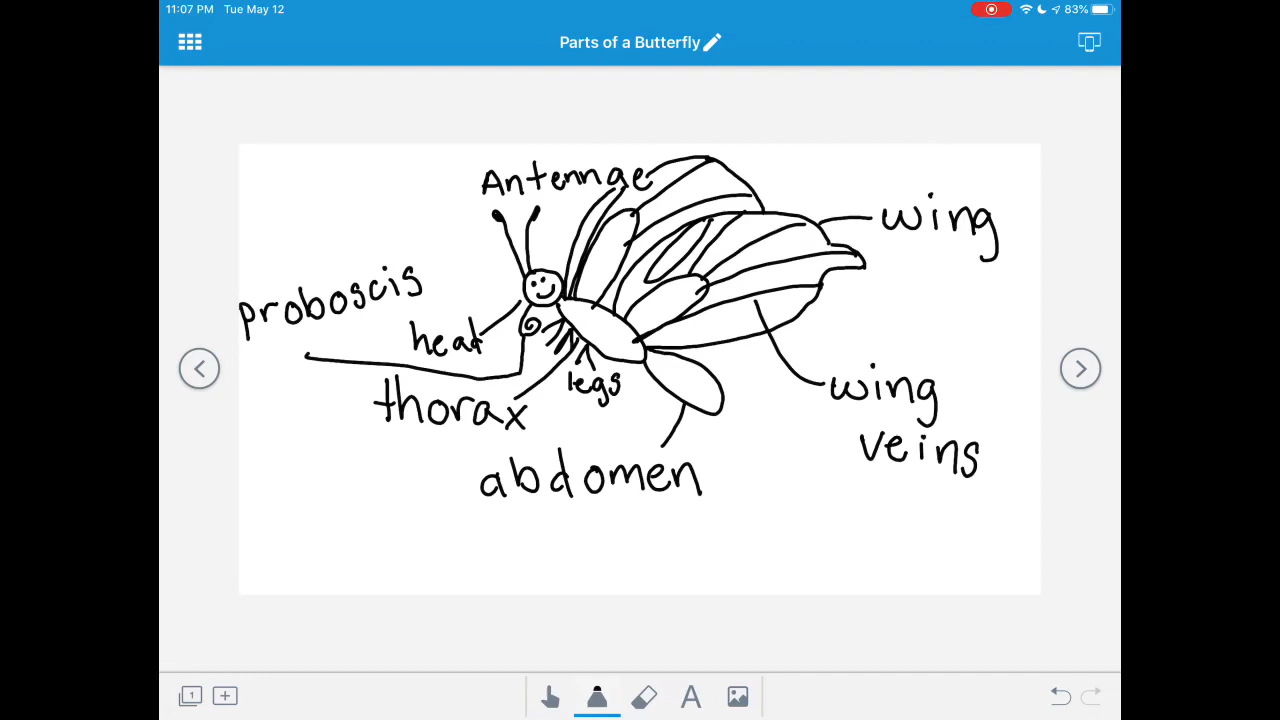 11:07 PM Tue May 12
83%
Parts of a Butterfly
Antennae
wing
proboscis
head
thorax
legs
wing
veins
abdomen
1
A